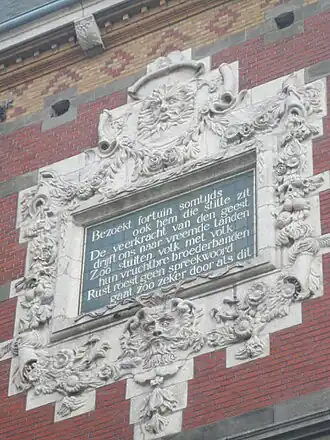 Bezoekt fortuin somtyds
ook hem die stille zit
De veerkracht van den geest
drijft ons naar vreemde landen
Zoo sluiten volk met volk
hun vruchtbre broederbanden
Rust roest geen spreekwoord
gaat zoo zeker door als dit